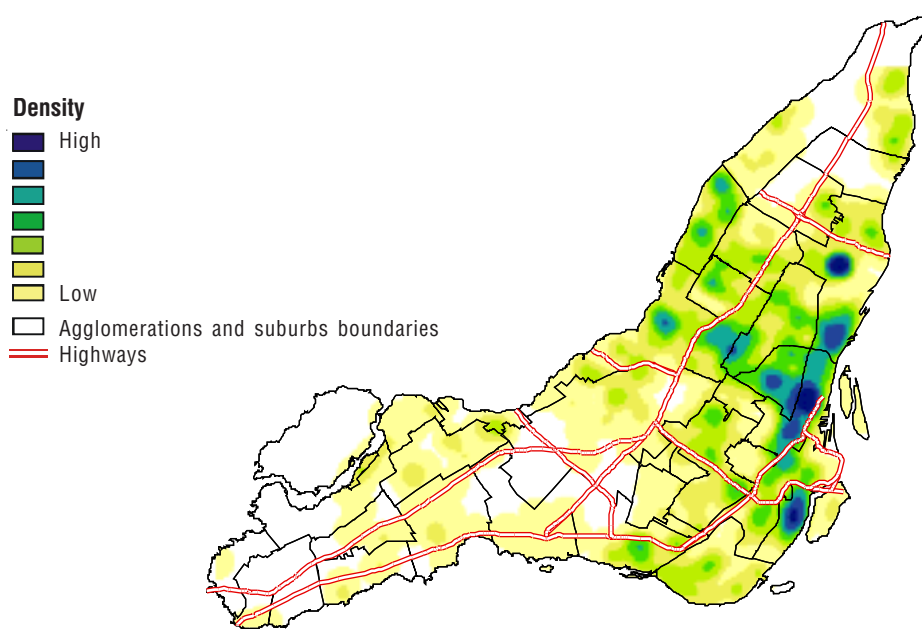 Density
High
Low
Agglomerations and suburbs boundaries
Highways